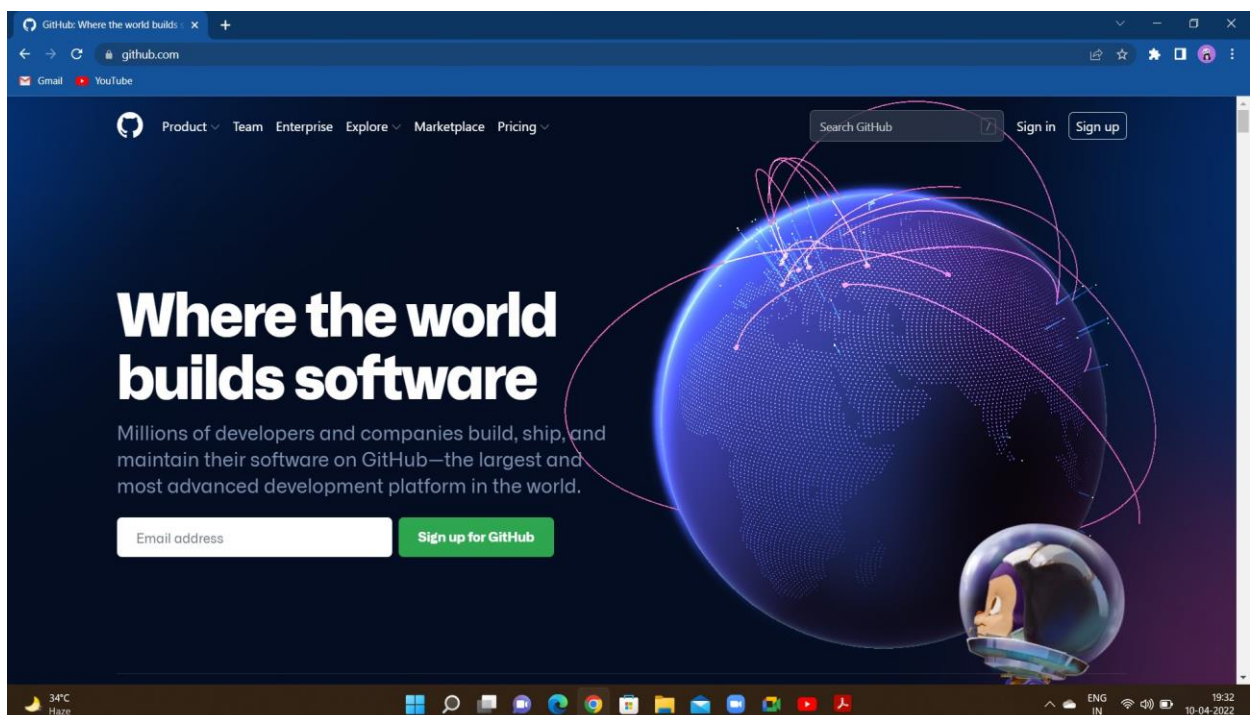 GitHub: Where the world builds s
github.com
Gmail YouTube
Product Team Enterprise Explore Marketplace Pricing Search GitHub / Sign in Sign up
Where the world
builds software
Millions of developers and companies build, ship, and
maintain their software on GitHub—the largest and
most advanced development platform in the world.
Email address Sign up for GitHub
34°C
Haze
ENG
IN
19:32
10-04-2022